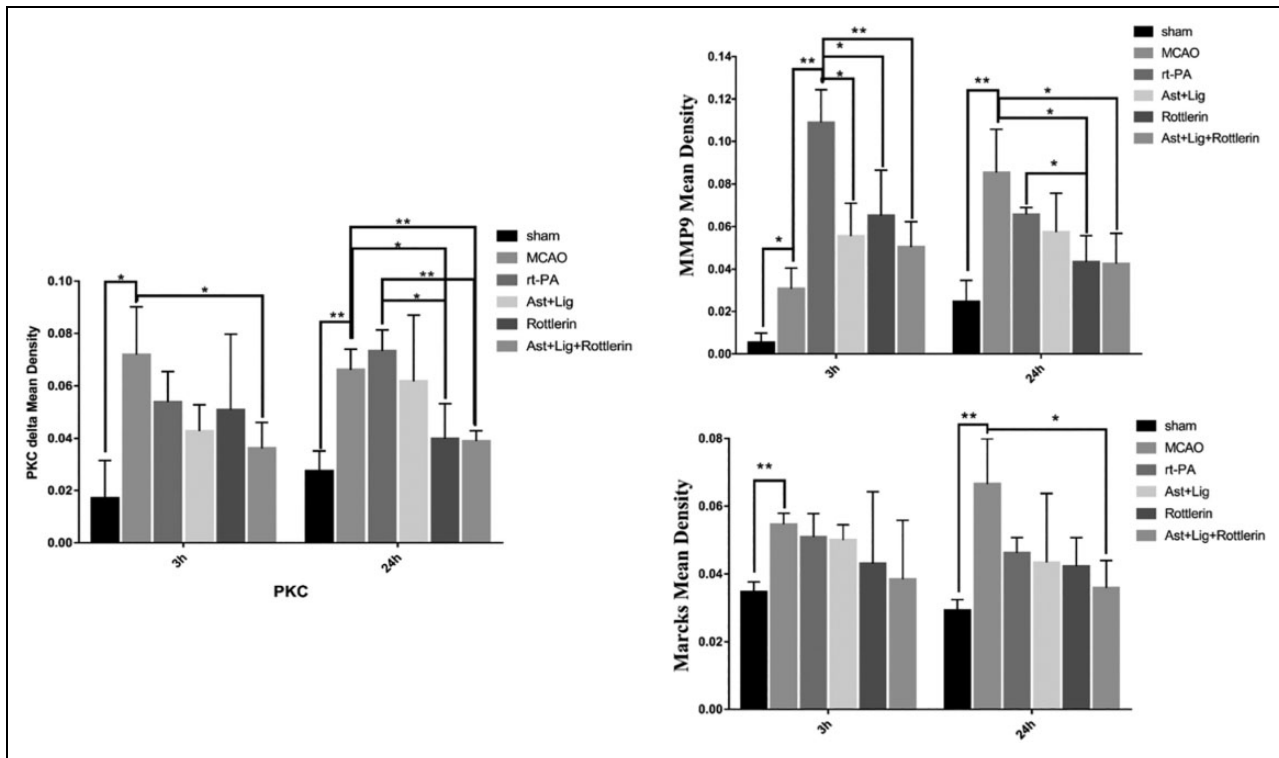 PKC delta Mean Density
0.10
0.08
0.06
0.04
0.02
0.00
* * ** ** * ** *
sham
MCAO
rt-PA
Ast+Lig
Rottlerin
Ast+Lig+Rottlerin
3h 24h
PKC
MMP9 Mean Density
0.14
0.12
0.10
0.08
0.06
0.04
0.02
0.00
* ** ** * * ** * * *
sham
MCAO
rt-PA
Ast+Lig
Rottlerin
Ast+Lig+Rottlerin
3h 24h
Marcks Mean Density
0.08
0.06
0.04
0.02
0.00
** ** *
sham
MCAO
rt-PA
Ast+Lig
Rottlerin
Ast+Lig+Rottlerin
3h 24h